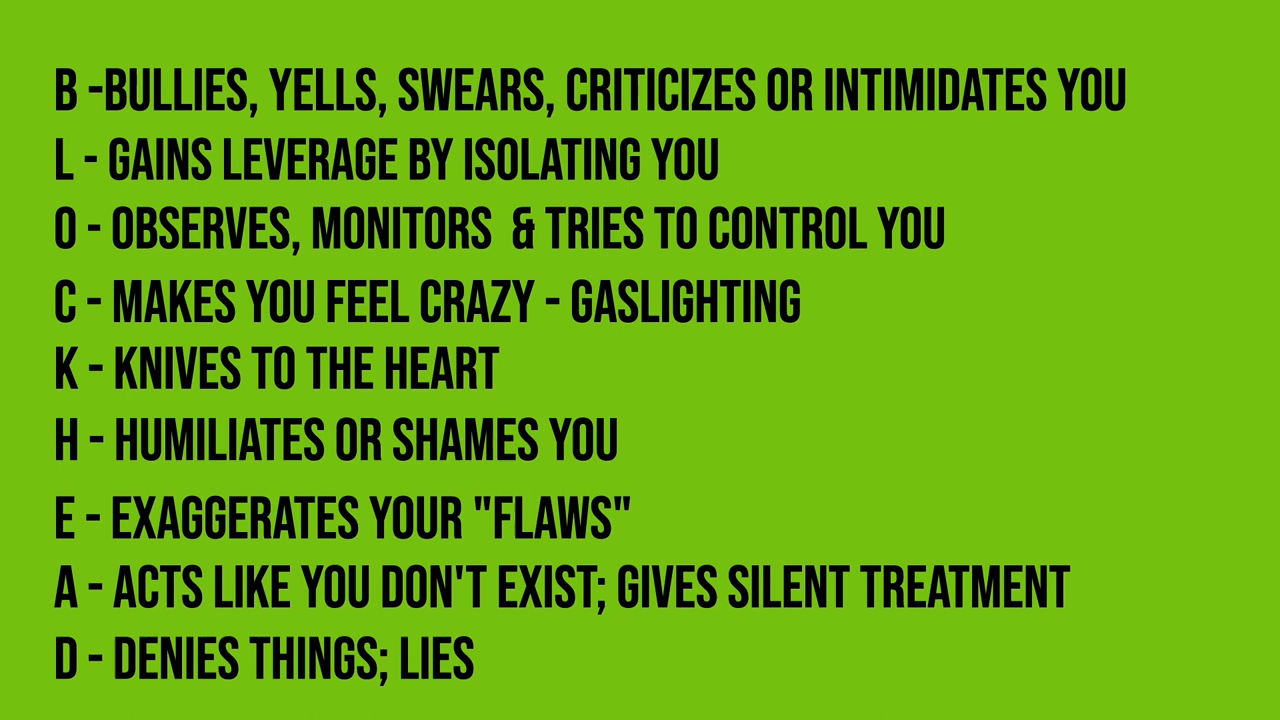 B -BULLIES, YELLS, SWEARS, CRITICIZES OR INTIMIDATES YOU
L - GAINS LEVERAGE BY ISOLATING YOU
O - OBSERVES, MONITORS  & TRIES TO CONTROL YOU
C - MAKES YOU FEEL CRAZY - GASLIGHTING
K - KNIVES TO THE HEART
H - HUMILIATES OR SHAMES YOU
E - EXAGGERATES YOUR "FLAWS"
A - ACTS LIKE YOU DON'T EXIST; GIVES SILENT TREATMENT
D - DENIES THINGS; LIES